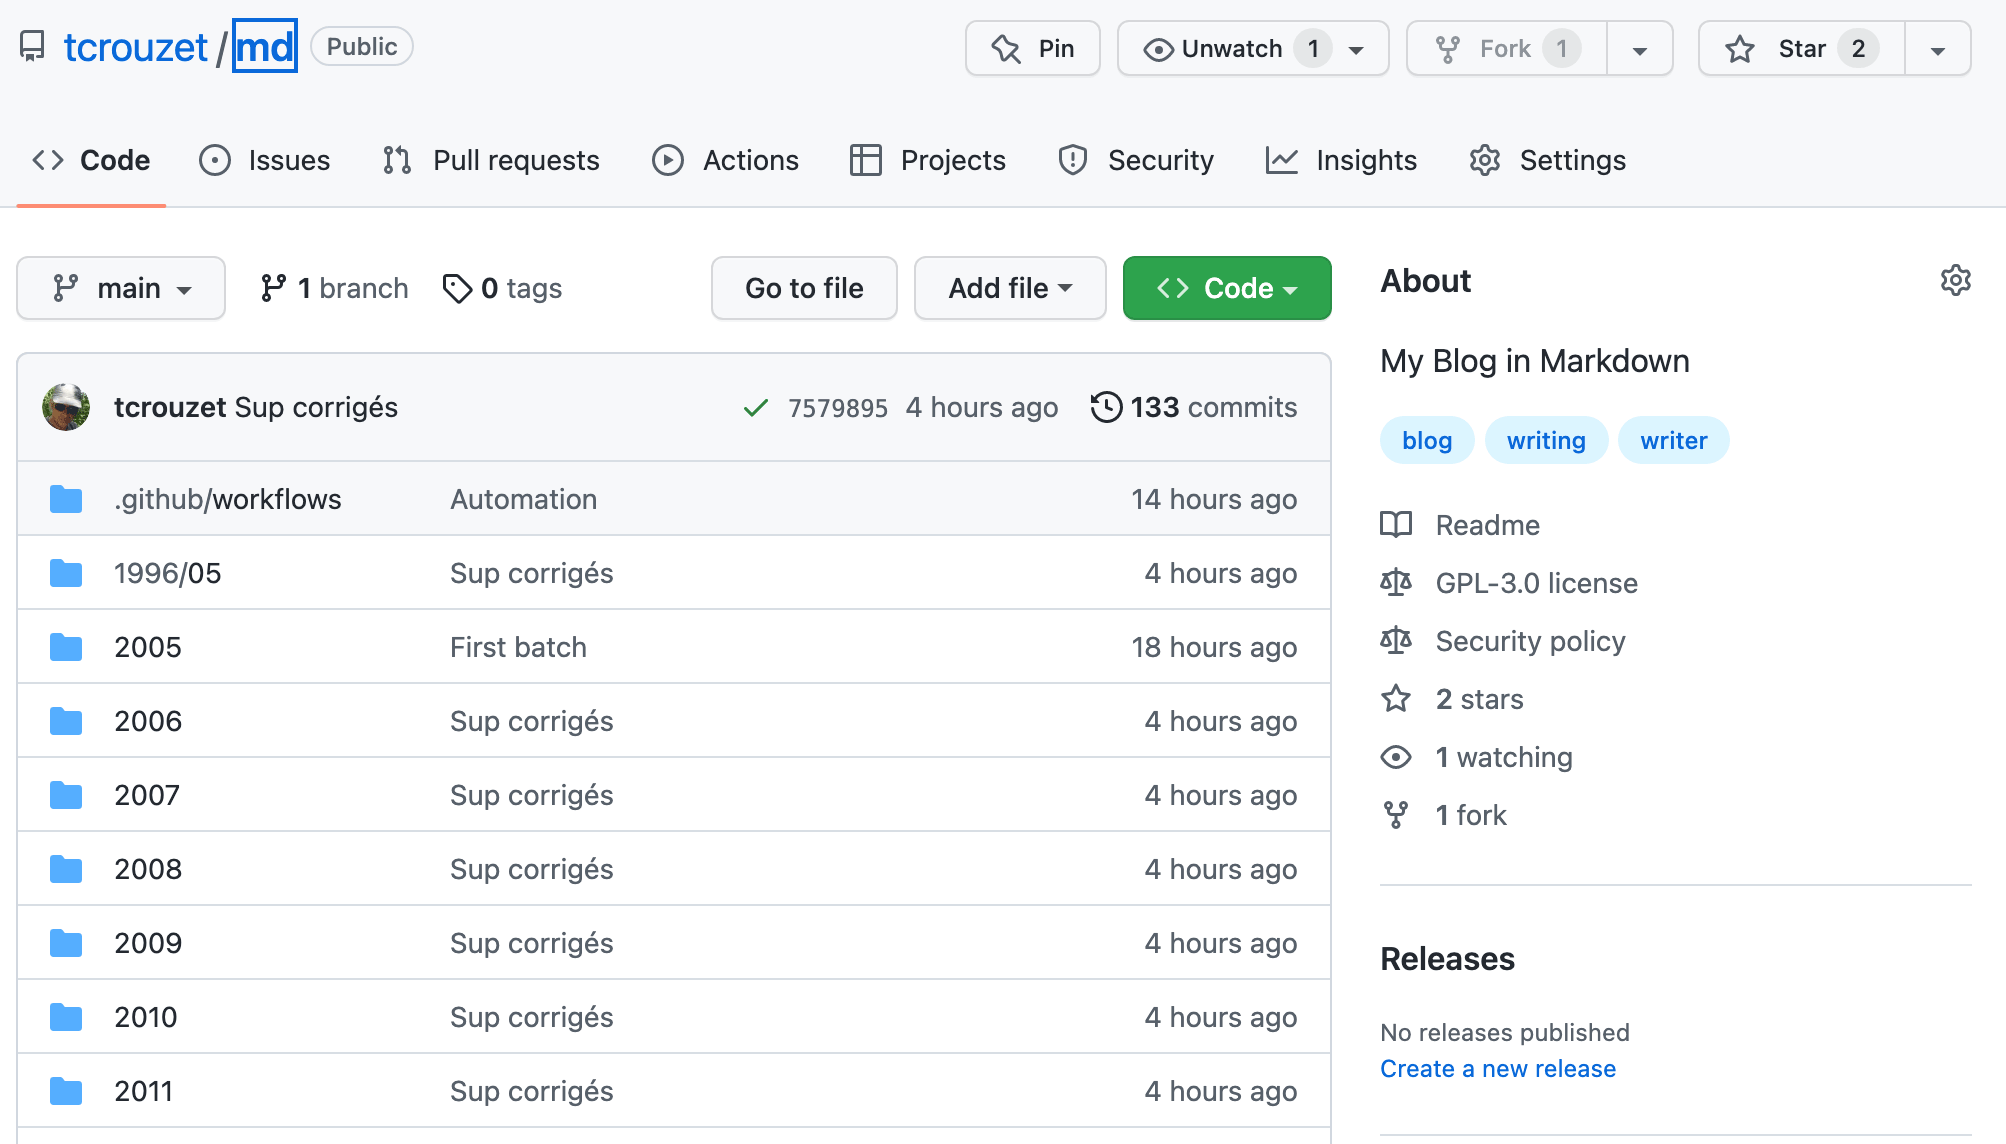 tcrouzet / md Public Pin Unwatch 1 Fork 1 Star 2
Code Issues Pull requests Actions Projects Security Insights Settings
main 1 branch 0 tags Go to file Add file Code
tcrouzet Sup corrigés 7579895 4 hours ago 133 commits
.github/workflows Automation 14 hours ago
1996/05 Sup corrigés 4 hours ago
2005 First batch 18 hours ago
2006 Sup corrigés 4 hours ago
2007 Sup corrigés 4 hours ago
2008 Sup corrigés 4 hours ago
2009 Sup corrigés 4 hours ago
2010 Sup corrigés 4 hours ago
2011 Sup corrigés 4 hours ago
About
My Blog in Markdown
blog writing writer
Readme
GPL-3.0 license
Security policy
2 stars
1 watching
1 fork
Releases
No releases published
Create a new release